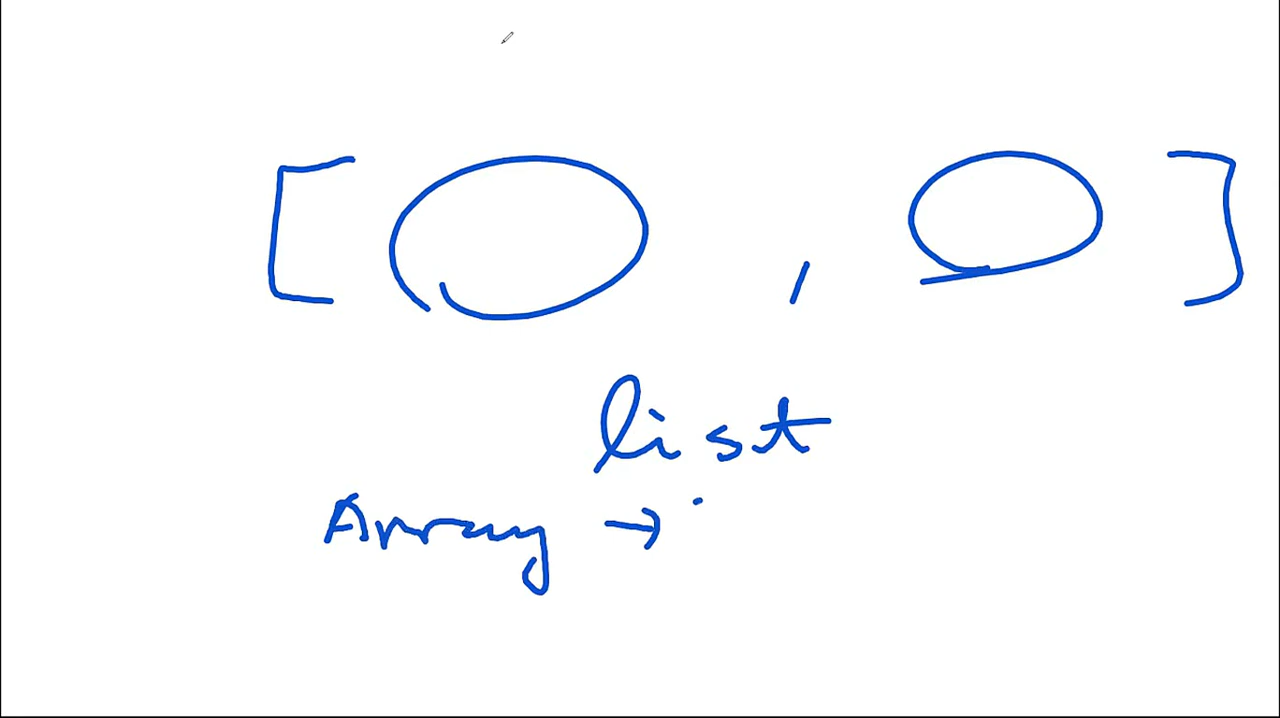 [ , ]
list
Array →